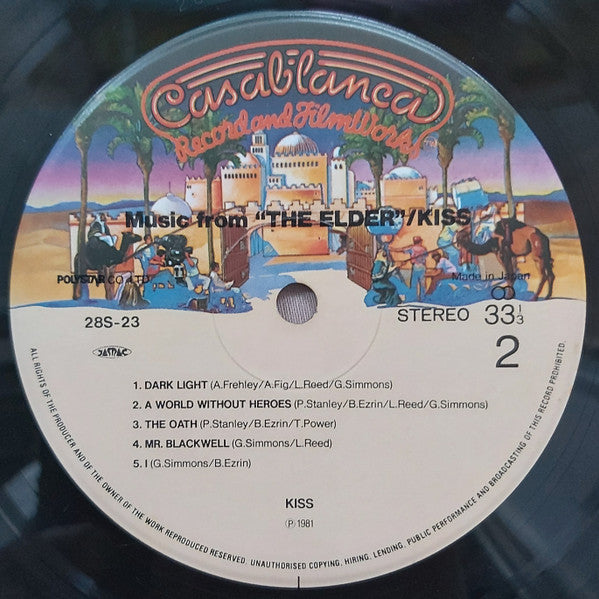 Casablanca
Record and FilmWorks
TM
Music from “THE ELDER”/KISS
POLYSTAR CO., LTD.
Made in Japan
28S-23
STEREO 33⅓
JASRAC
2
1. DARK LIGHT (A.Frehley/A.Fig/L.Reed/G.Simmons)
2. A WORLD WITHOUT HEROES (P.Stanley/B.Ezrin/L.Reed/G.Simmons)
3. THE OATH (P.Stanley/B.Ezrin/T.Power)
4. MR. BLACKWELL (G.Simmons/L.Reed)
5. I (G.Simmons/B.Ezrin)
KISS
Ⓟ 1981
ALL RIGHTS OF THE PRODUCER AND OF THE OWNER OF THE WORK REPRODUCED RESERVED. UNAUTHORISED COPYING, HIRING, LENDING, PUBLIC PERFORMANCE AND BROADCASTING OF THIS RECORD PROHIBITED.